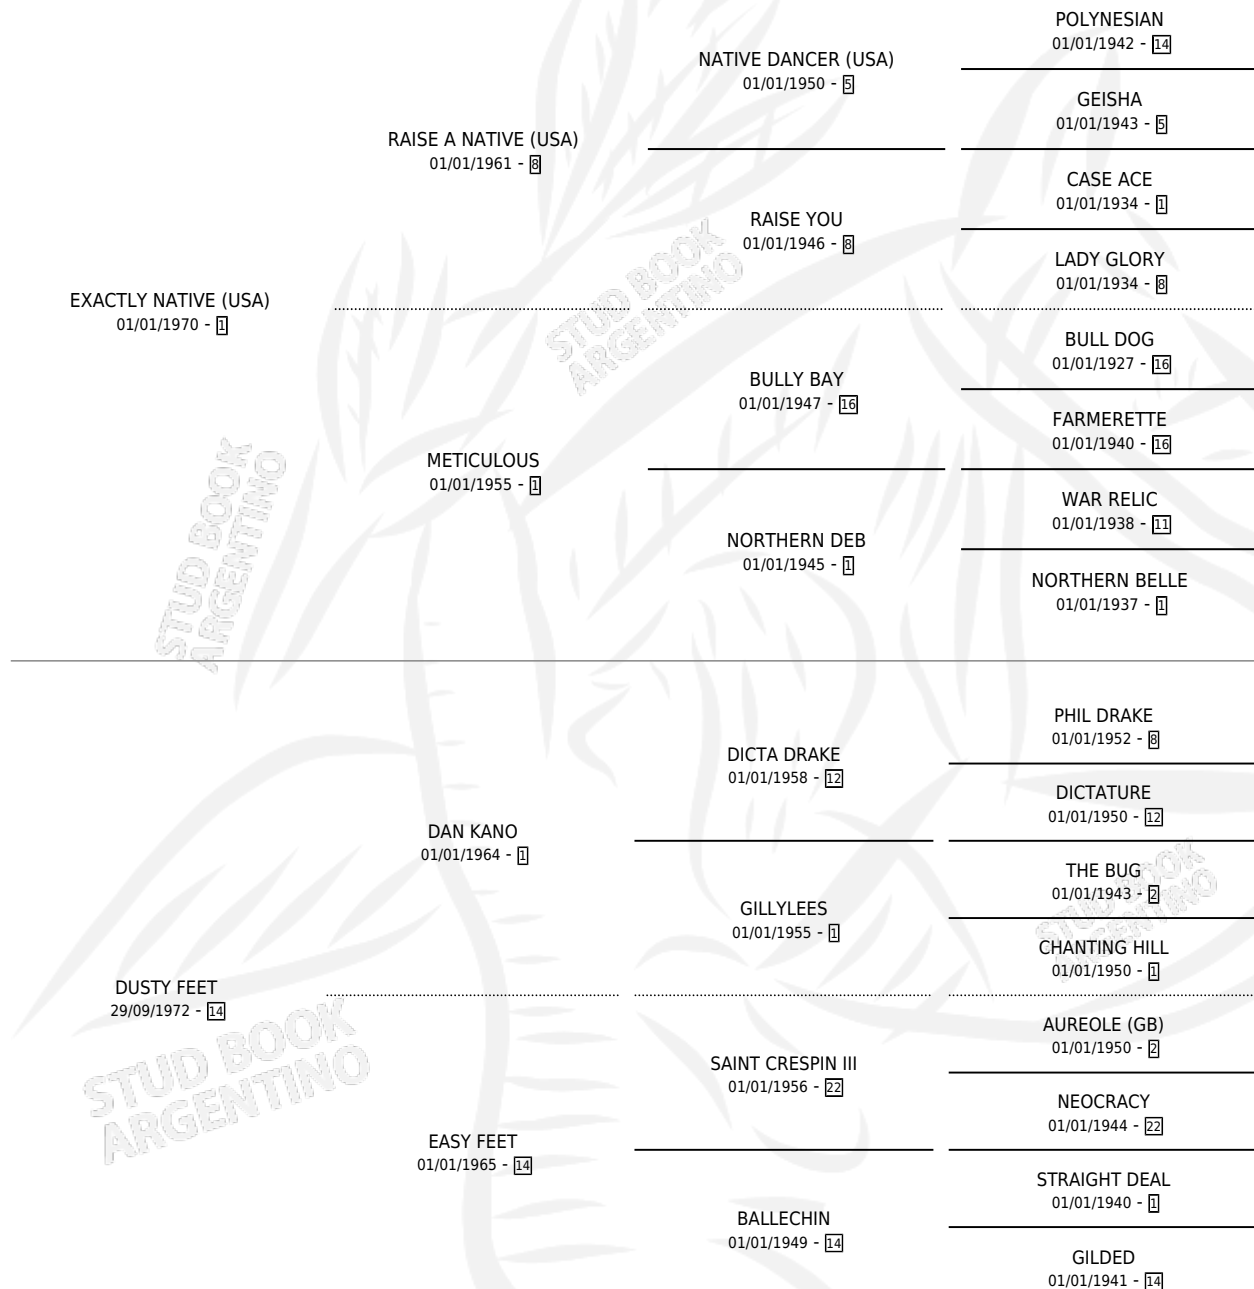 POLYNESIAN
01/01/1942 - 14
NATIVE DANCER (USA)
01/01/1950 - 5
GEISHA
01/01/1943 - 5
RAISE A NATIVE (USA)
01/01/1961 - 8
CASE ACE
01/01/1934 - 1
RAISE YOU
01/01/1946 - 8
LADY GLORY
01/01/1934 - 8
EXACTLY NATIVE (USA)
01/01/1970 - 1
BULL DOG
01/01/1927 - 16
BULLY BAY
01/01/1947 - 16
FARMERETTE
01/01/1940 - 16
METICULOUS
01/01/1955 - 1
WAR RELIC
01/01/1938 - 11
NORTHERN DEB
01/01/1945 - 1
NORTHERN BELLE
01/01/1937 - 1
PHIL DRAKE
01/01/1952 - 8
DICTA DRAKE
01/01/1958 - 12
DICTATURE
01/01/1950 - 12
DAN KANO
01/01/1964 - 1
THE BUG
01/01/1943 - 2
GILLYLEES
01/01/1955 - 1
CHANTING HILL
01/01/1950 - 1
DUSTY FEET
29/09/1972 - 14
AUREOLE (GB)
01/01/1950 - 2
SAINT CRESPIN III
01/01/1956 - 22
NEOCRACY
01/01/1944 - 22
EASY FEET
01/01/1965 - 14
STRAIGHT DEAL
01/01/1940 - 1
BALLECHIN
01/01/1949 - 14
GILDED
01/01/1941 - 14
STUD BOOK
ARGENTINO
STUD BOOK
ARGENTINO
STUD BOOK
ARGENTINO
STUD BOOK
ARGENTINO